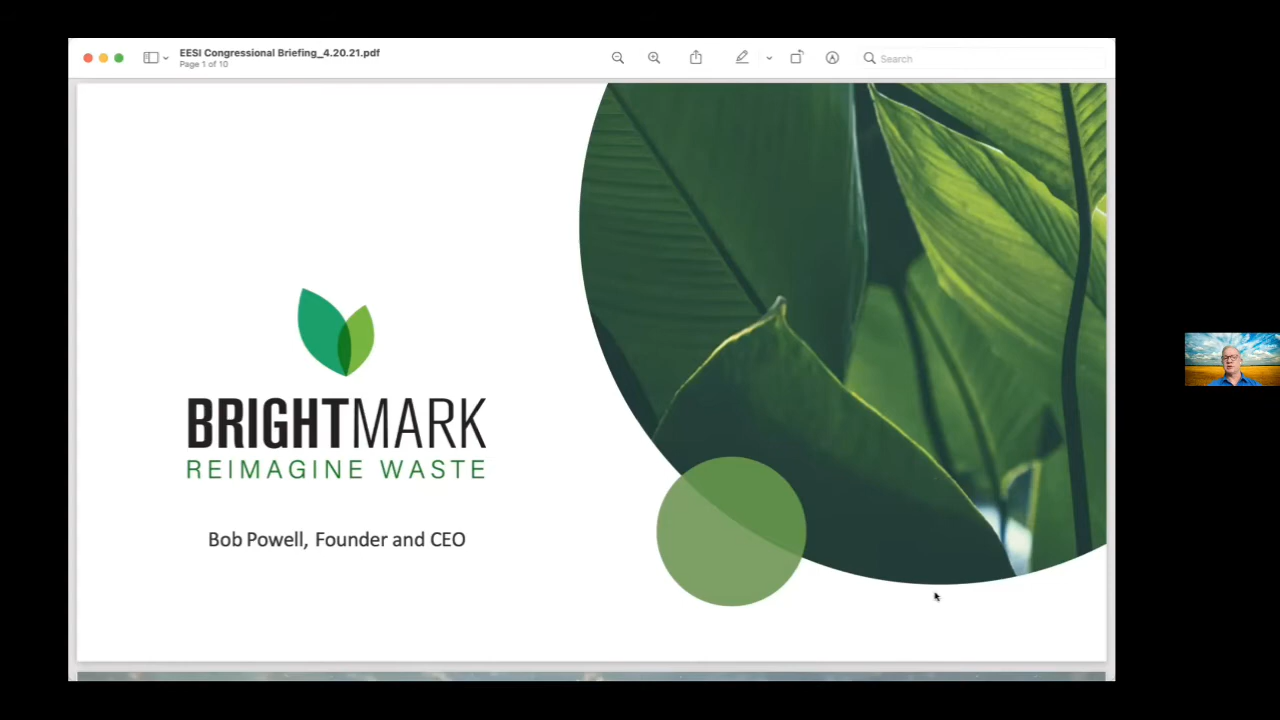 EESI Congressional Briefing_4.20.21.pdf
Page 1 of 10
Search
BRIGHTMARK
REIMAGINE WASTE
Bob Powell, Founder and CEO